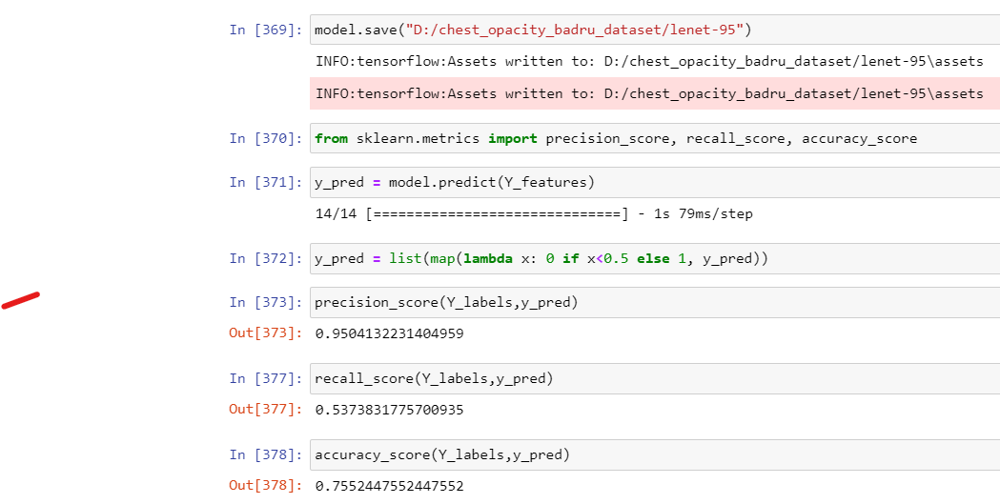 In [369]: model.save("D:/chest_opacity_badru_dataset/lenet-95")
INFO:tensorflow:Assets written to: D:/chest_opacity_badru_dataset/lenet-95\assets
INFO:tensorflow:Assets written to: D:/chest_opacity_badru_dataset/lenet-95\assets
In [370]: from sklearn.metrics import precision_score, recall_score, accuracy_score
In [371]: y_pred = model.predict(Y_features)
14/14 [==============================] - 1s 79ms/step
In [372]: y_pred = list(map(lambda x: 0 if x<0.5 else 1, y_pred))
In [373]: precision_score(Y_labels,y_pred)
Out[373]: 0.9504132231404959
In [377]: recall_score(Y_labels,y_pred)
Out[377]: 0.5373831775700935
In [378]: accuracy_score(Y_labels,y_pred)
Out[378]: 0.7552447552447552